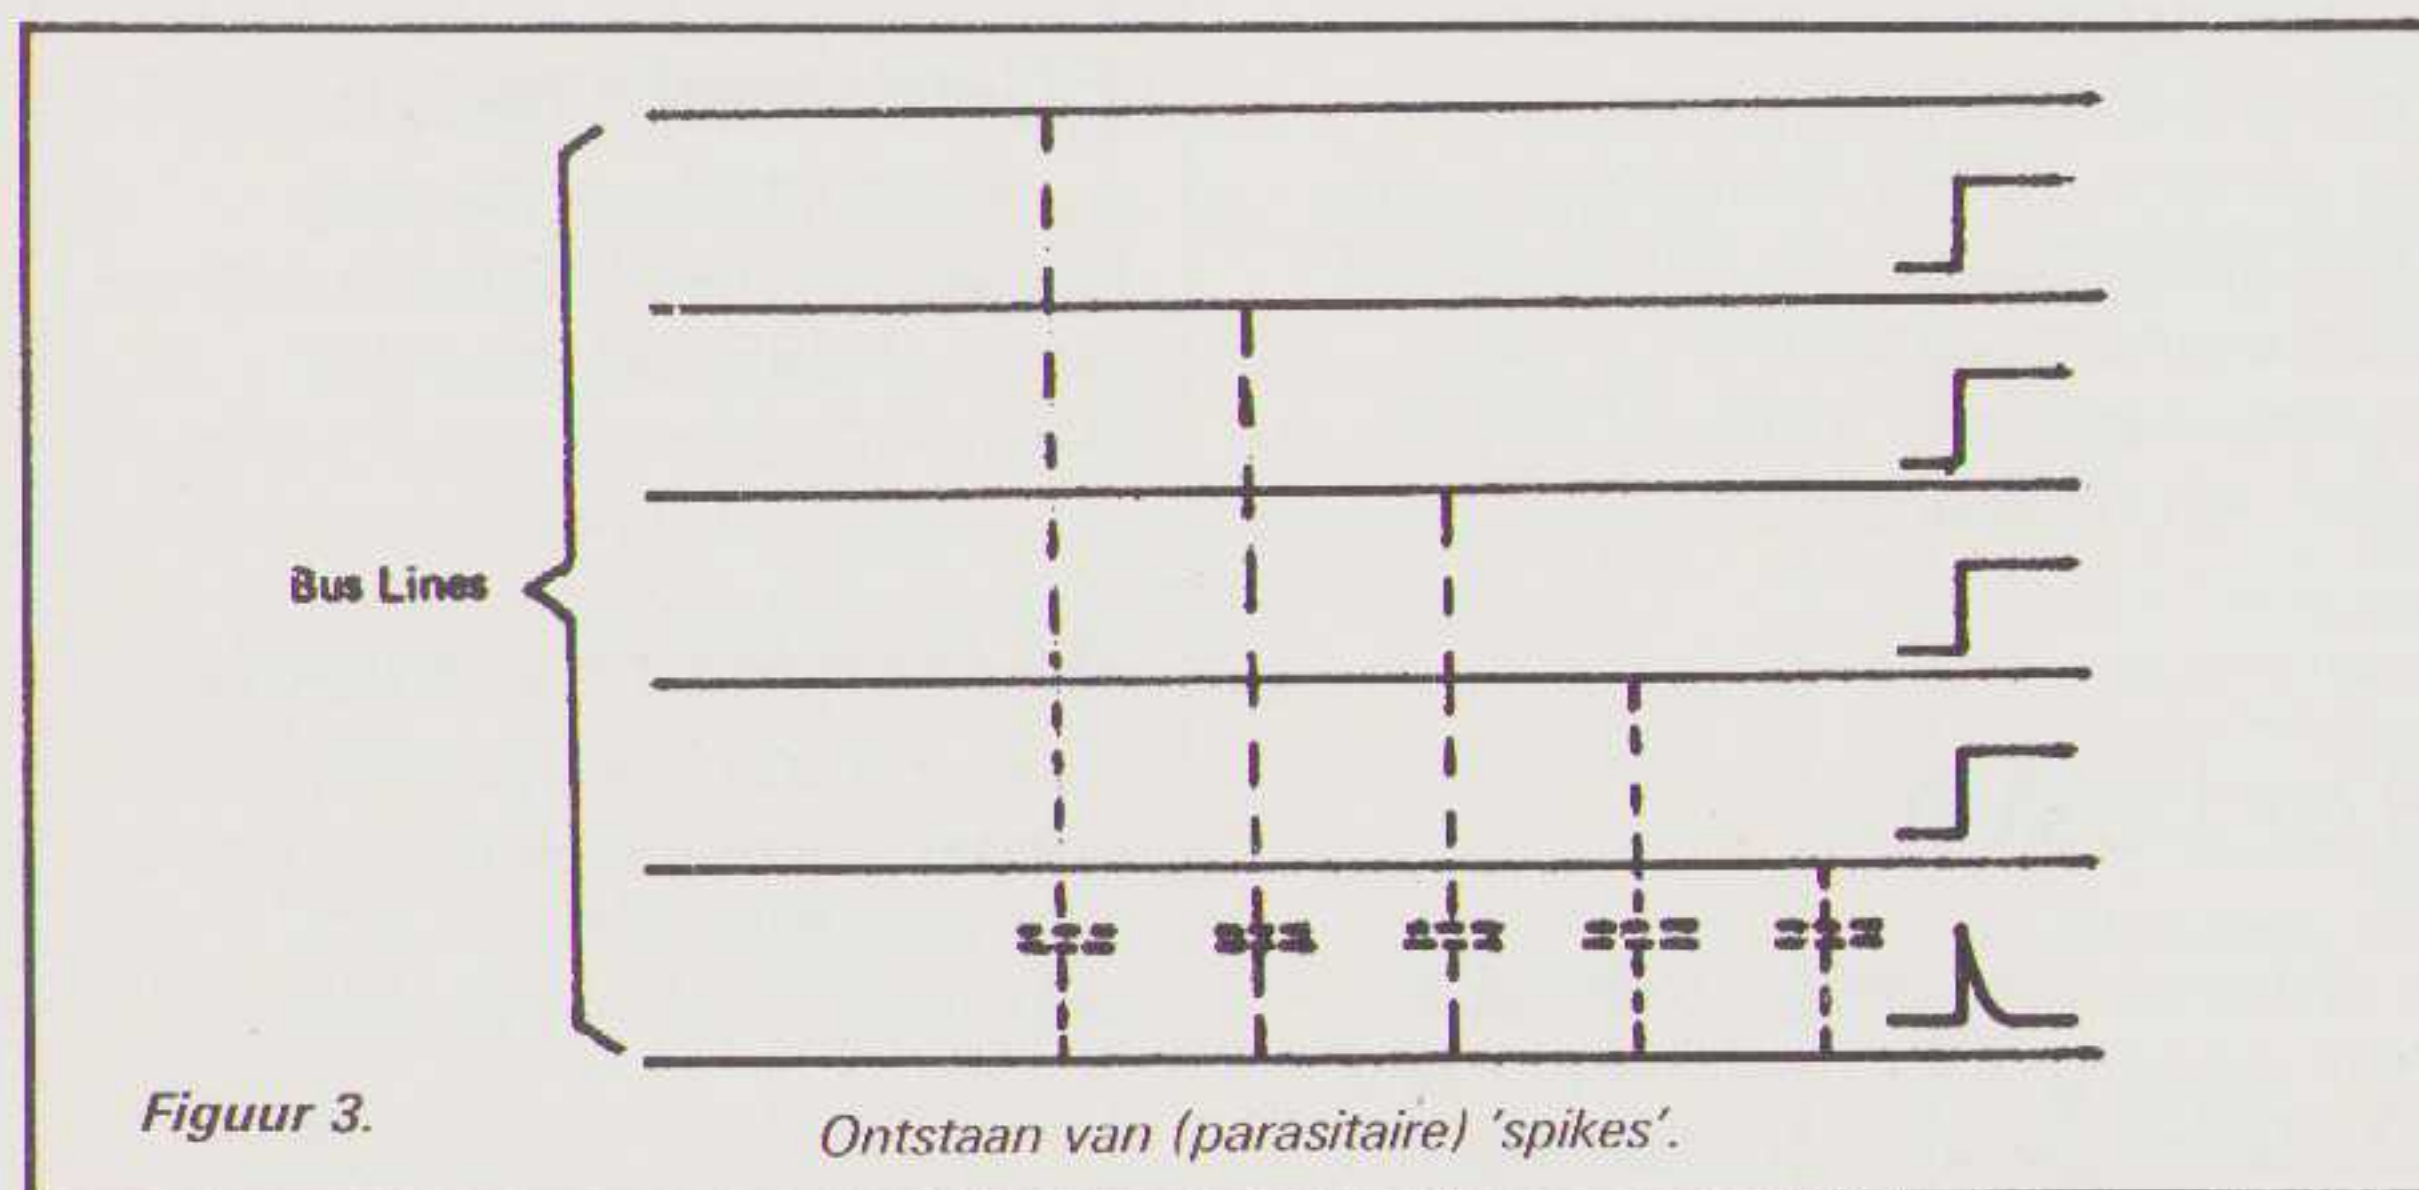 Bus Lines
Figuur 3.
Ontstaan van (parasitaire) 'spikes'.